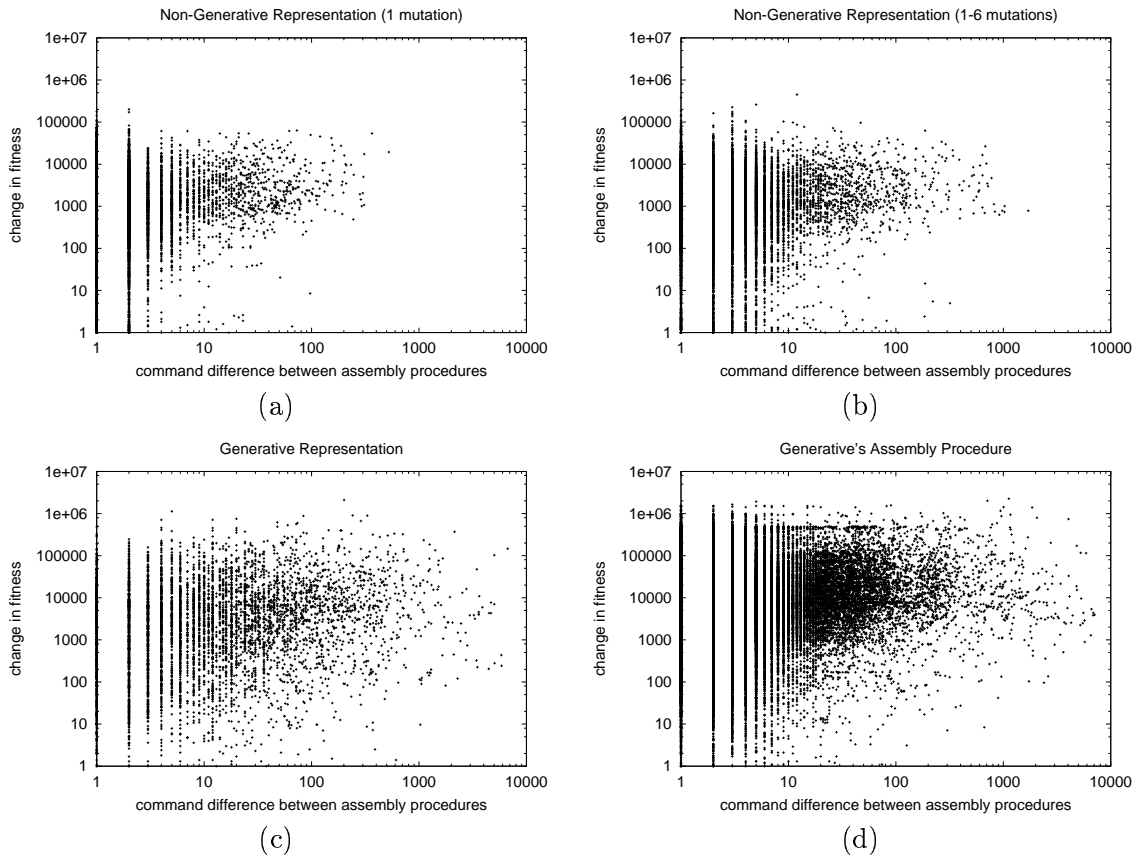 Non-Generative Representation (1 mutation)
1e+07
1e+06
100000
10000
1000
100
10
1
change in fitness
1 10 100 1000 10000
command difference between assembly procedures
(a)
Non-Generative Representation (1-6 mutations)
1e+07
1e+06
100000
10000
1000
100
10
1
change in fitness
1 10 100 1000 10000
command difference between assembly procedures
(b)
Generative Representation
1e+07
1e+06
100000
10000
1000
100
10
1
change in fitness
1 10 100 1000 10000
command difference between assembly procedures
(c)
Generative's Assembly Procedure
1e+07
1e+06
100000
10000
1000
100
10
1
change in fitness
1 10 100 1000 10000
command difference between assembly procedures
(d)